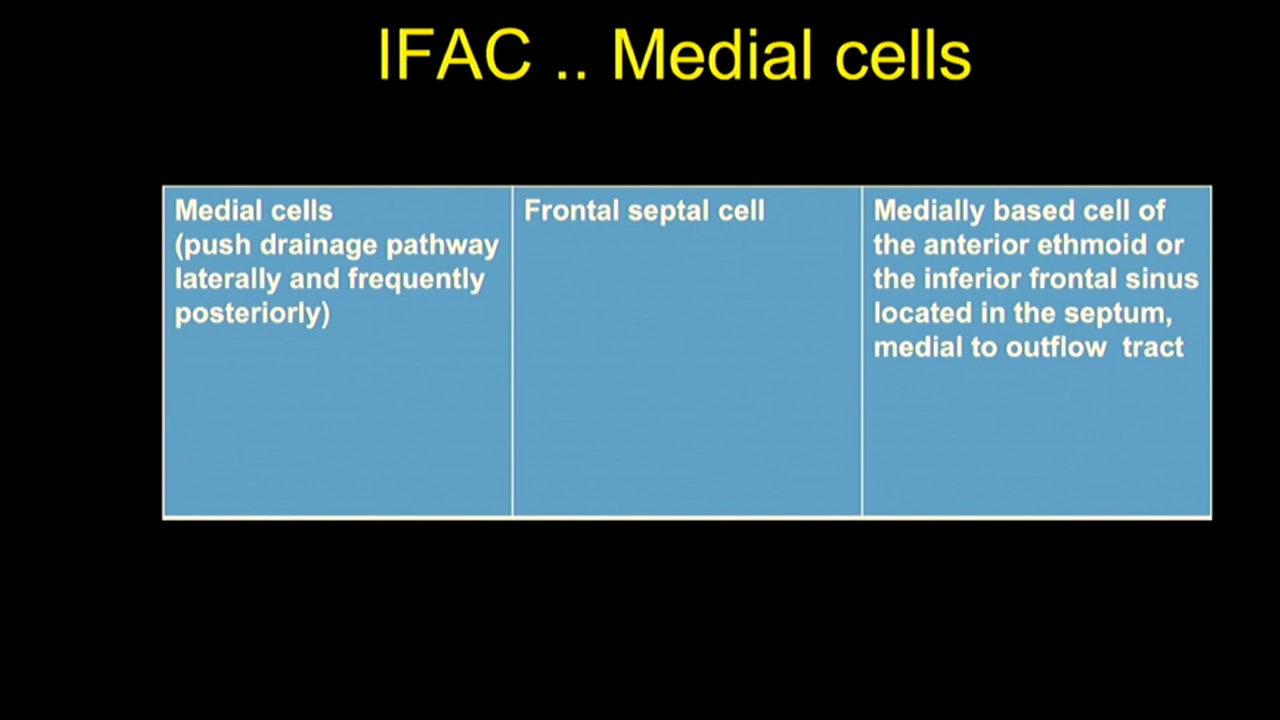 IFAC .. Medial cells
Medial cells
(push drainage pathway
laterally and frequently
posteriorly)
Frontal septal cell
Medially based cell of
the anterior ethmoid or
the inferior frontal sinus
located in the septum,
medial to outflow  tract